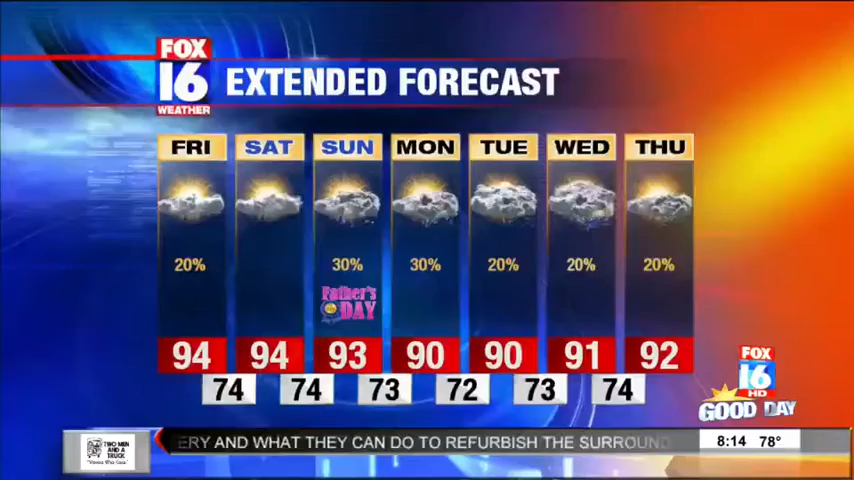 FOX
16
WEATHER
EXTENDED FORECAST
FRI SAT SUN MON TUE WED THU
20% 30% 30% 20% 20% 20%
Father's
DAY
94 94 93 90 90 91 92
74 74 73 72 73 74
FOX
16
HD
GOOD DAY
TWO MEN
AND A
TRUCK
ERY AND WHAT THEY CAN DO TO REFURBISH THE SURROUND
8:14 78°